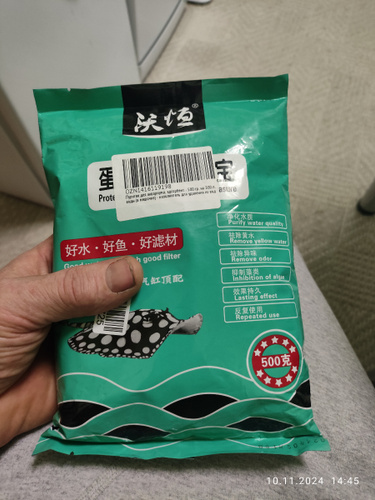 沃恒®
蛋
宝
OZN1416119198
Prote
asure
净化水质
Purify water quality
祛除黄水
Remove yellow water
祛除异味
Remove odor
抑制藻类
Inhibition of algae
效果持久
Lasting effect
反复使用
Repeated use
好水·好鱼·好滤材
Good
good filter
缸顶配
500克
10.11.2024 14:45